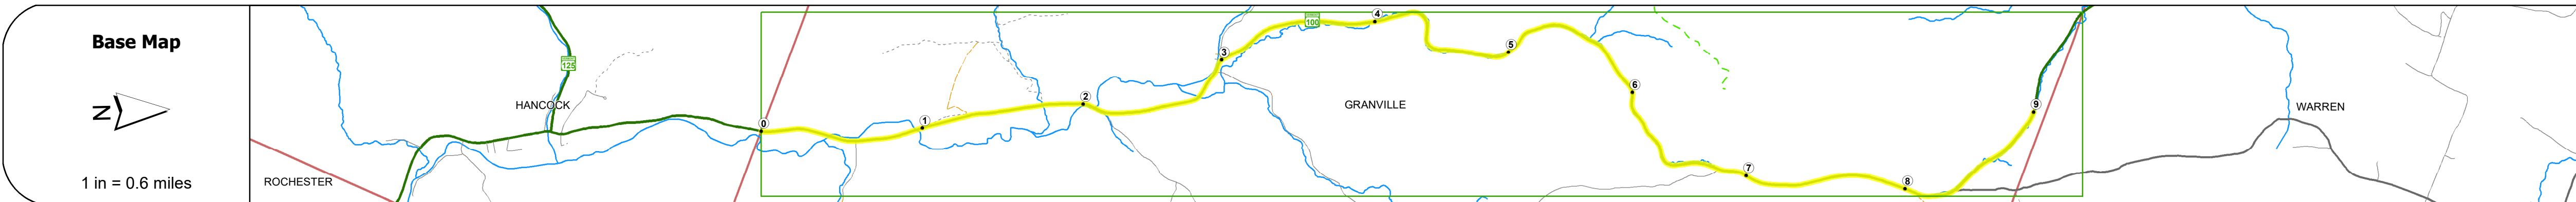 Base Map
N
1 in = 0.6 miles
ROCHESTER
HANCOCK
125
0
1
2
3
100
4
GRANVILLE
5
6
7
8
9
WARREN